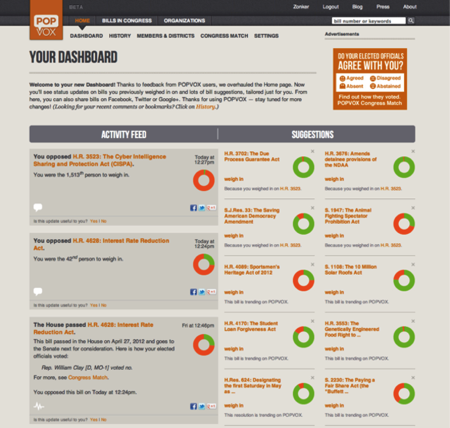 BETA
Zonker Logout Blog Press About
POP
VOX
HOME BILLS IN CONGRESS ORGANIZATIONS
bill number or keywords
DASHBOARD HISTORY MEMBERS & DISTRICTS CONGRESS MATCH SETTINGS
Advertisements
YOUR DASHBOARD
DO YOUR ELECTED OFFICIALS
AGREE WITH YOU?
Agreed Disagreed
Absent Abstained
Find out how they voted.
POPVOX Congress Match
Welcome to your new Dashboard! Thanks to feedback from POPVOX users, we overhauled the Home page. Now
you'll see status updates on bills you previously weighed in on and lots of bill suggestions, tailored just for you. From
here, you can also share bills on Facebook, Twitter or Google+. Thanks for using POPVOX — stay tuned for more
changes! (Looking for your recent comments or bookmarks? Click on History.)
ACTIVITY FEED
SUGGESTIONS
You opposed H.R. 3523: The Cyber Intelligence
Sharing and Protection Act (CISPA).
Today at
12:27pm
You were the 1,513th person to weigh in.
Is this update useful to you? Yes | No
You opposed H.R. 4628: Interest Rate Reduction
Act.
Today at
12:24pm
You were the 42nd person to weigh in.
Is this update useful to you? Yes | No
The House passed H.R. 4628: Interest Rate
Reduction Act.
Fri at 12:46pm
This bill passed in the House on April 27, 2012 and goes to
the Senate next for consideration. Here is how your elected
officials voted:
Rep. William Clay [D, MO-1] voted no.
For more, see Congress Match.
You opposed this bill on Today at 12:24pm.
Is this update useful to you? Yes | No
H.R. 3702: The Due
Process Guarantee Act
weigh in
Because you weighed in on H.R. 3523.
H.R. 3676: Amends
detainee provisions of
the NDAA
weigh in
Because you weighed in on H.R. 3523.
S.J.Res. 33: The Saving
American Democracy
Amendment
weigh in
Because you weighed in on H.R. 3523.
S. 1947: The Animal
Fighting Spectator
Prohibition Act
weigh in
Because you weighed in on H.R. 3523.
H.R. 4089: Sportsmen's
Heritage Act of 2012
weigh in
This bill is trending on POPVOX.
S. 1108: The 10 Million
Solar Roofs Act
weigh in
This bill is trending on POPVOX.
H.R. 4170: The Student
Loan Forgiveness Act
weigh in
This bill is trending on POPVOX.
H.R. 3553: The
Genetically Engineered
Food Right to ...
weigh in
This bill is trending on POPVOX.
H.Res. 634: Designating
the first Saturday in May
as ...
weigh in
This resolution is trending on POPVOX.
S. 2230: The Paying a
Fair Share Act (the
"Buffett ...
weigh in
This bill is trending on POPVOX.